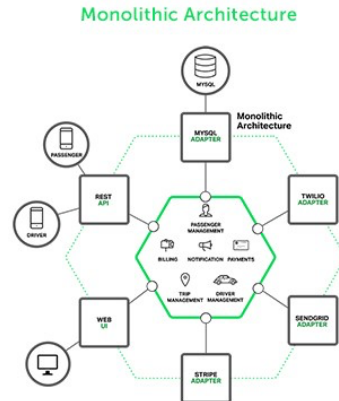 Monolithic Architecture
MYSQL
Monolithic
Architecture
MYSQL
ADAPTER
PASSENGER
REST
API
TWILIO
ADAPTER
PASSENGER
MANAGEMENT
DRIVER
BILLING
NOTIFICATION
PAYMENTS
TRIP
MANAGEMENT
DRIVER
MANAGEMENT
WEB
UI
SENDGRID
ADAPTER
STRIPE
ADAPTER